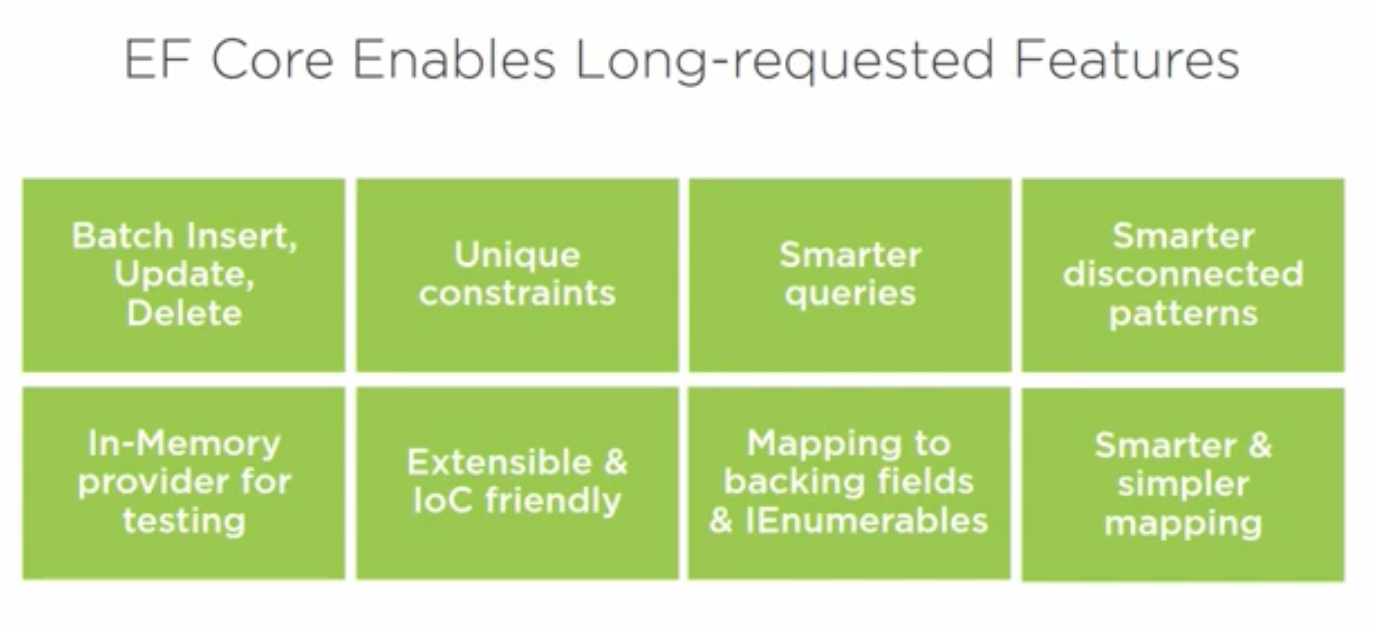 EF Core Enables Long-requested Features
Batch Insert,
Update,
Delete
Unique
constraints
Smarter
queries
Smarter
disconnected
patterns
In-Memory
provider for
testing
Extensible &
IoC friendly
Mapping to
backing fields
& IEnumerables
Smarter &
simpler
mapping